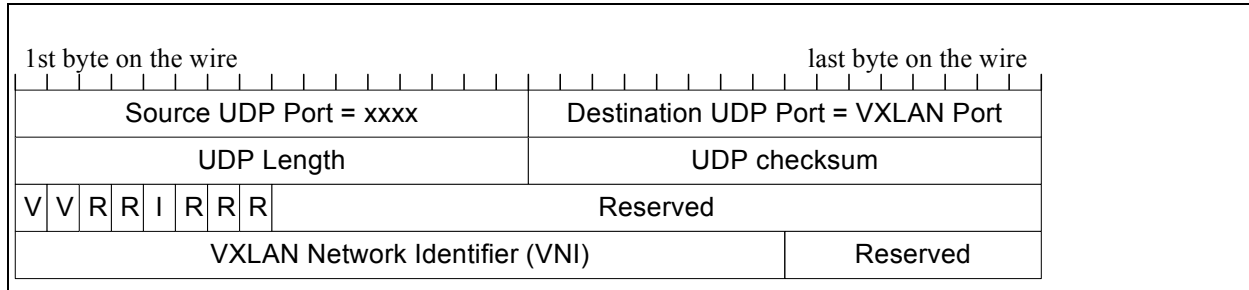 1st byte on the wire last byte on the wire
Source UDP Port = xxxx Destination UDP Port = VXLAN Port
UDP Length UDP checksum
V V R R I R R R Reserved
VXLAN Network Identifier (VNI) Reserved